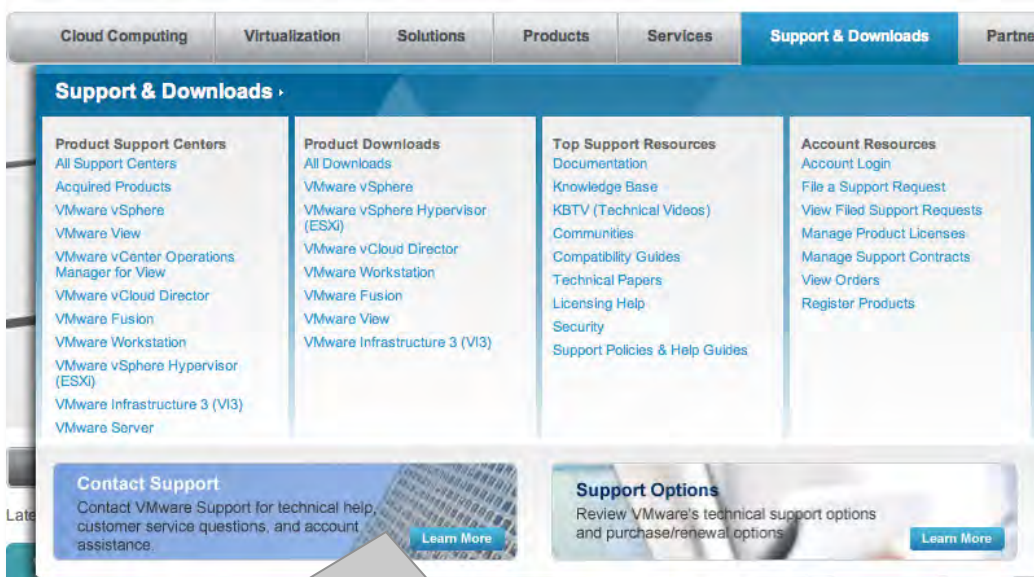 Cloud Computing
Virtualization
Solutions
Products
Services
Support & Downloads
Partne
Support & Downloads
Product Support Centers
All Support Centers
Acquired Products
VMware vSphere
VMware View
VMware vCenter Operations
Manager for View
VMware vCloud Director
VMware Fusion
VMware Workstation
VMware vSphere Hypervisor
(ESXi)
VMware Infrastructure 3 (VI3)
VMware Server
Product Downloads
All Downloads
VMware vSphere
VMware vSphere Hypervisor
(ESXi)
VMware vCloud Director
VMware Workstation
VMware Fusion
VMware View
VMware Infrastructure 3 (VI3)
Top Support Resources
Documentation
Knowledge Base
KBTV (Technical Videos)
Communities
Compatibility Guides
Technical Papers
Licensing Help
Security
Support Policies & Help Guides
Account Resources
Account Login
File a Support Request
View Filed Support Requests
Manage Product Licenses
Manage Support Contracts
View Orders
Register Products
Late
Contact Support
Contact VMware Support for technical help,
customer service questions, and account
assistance.
Learn More
Support Options
Review VMware's technical support options
and purchase/renewal options
Learn More